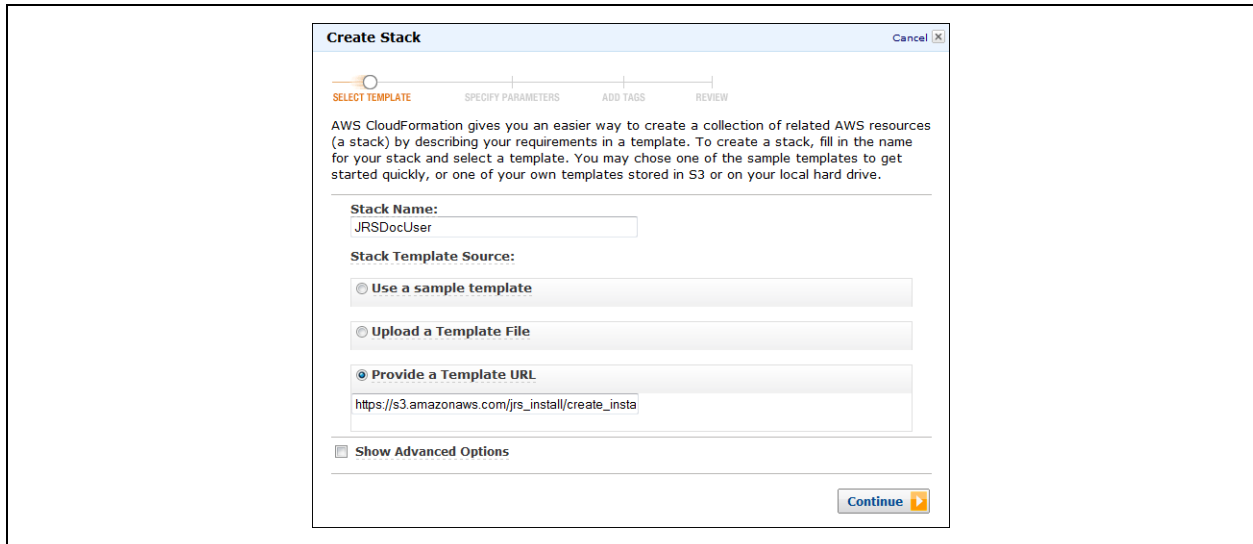 Create Stack
Cancel
SELECT TEMPLATE SPECIFY PARAMETERS ADD TAGS REVIEW
AWS CloudFormation gives you an easier way to create a collection of related AWS resources
(a stack) by describing your requirements in a template. To create a stack, fill in the name
for your stack and select a template. You may chose one of the sample templates to get
started quickly, or one of your own templates stored in S3 or on your local hard drive.
Stack Name:
JRSDocUser
Stack Template Source:
Use a sample template
Upload a Template File
Provide a Template URL
https://s3.amazonaws.com/jrs_install/create_insta
Show Advanced Options
Continue